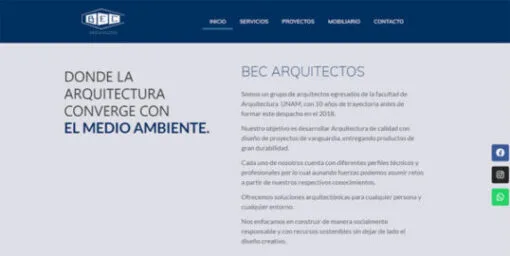 BEC
INICIO SERVICIOS PROYECTOS MOBILIARIO CONTACTO
DONDE LA
ARQUITECTURA
CONVERGE CON
EL MEDIO AMBIENTE.
BEC ARQUITECTOS
Somos un grupo de arquitectos egresados de la facultad de
Arquitectura UNAM, con 10 años de trayectoria antes de
formar este despacho en el 2018.
Nuestro objetivo es desarrollar Arquitectura de calidad con
diseño de proyectos de vanguardia, entregando productos de
gran durabilidad.
Cada uno de nosotros cuenta con diferentes perfiles técnicos y
profesionales por lo cual aunando fuerzas podemos asumir retos
a partir de nuestros respectivos conocimientos.
Ofrecemos soluciones arquitectónicas para cualquier persona y
cualquier entorno.
Nos enfocamos en construir de manera socialmente
responsable y con recursos sostenibles sin dejar de lado el
diseño creativo.